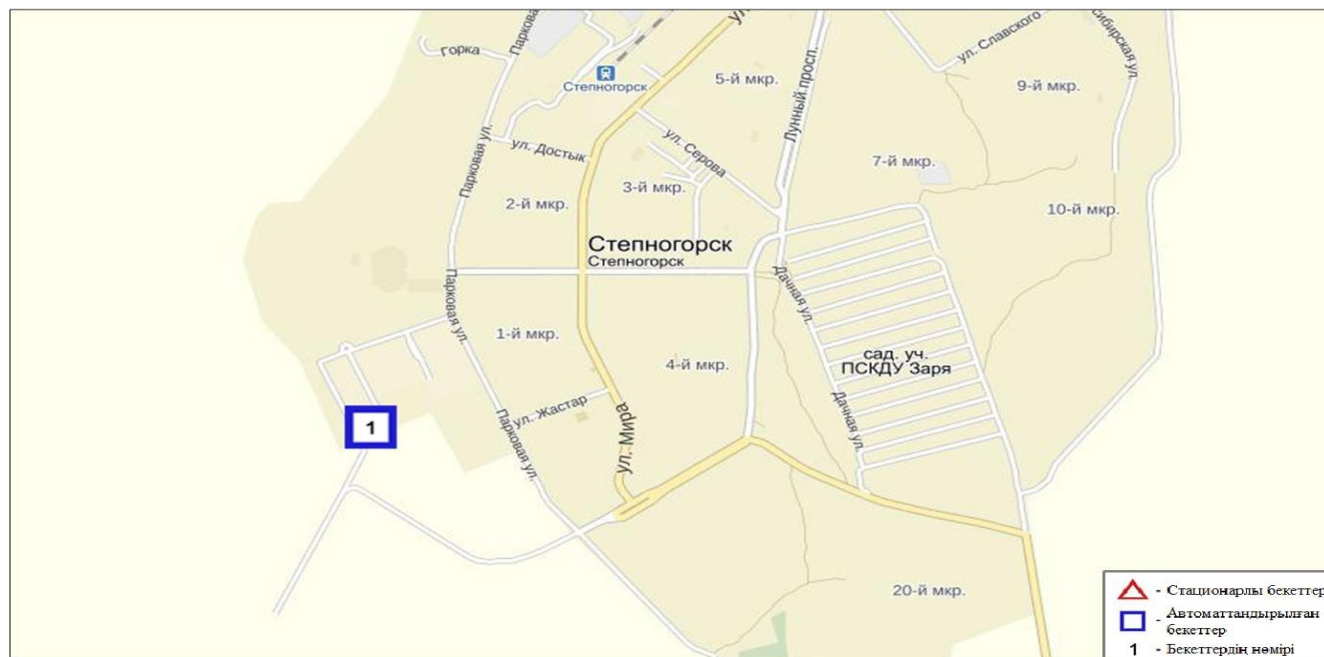 Горка
Парковая
ул.
Степногорск
5-й мкр.
Лунный просп.
ул. Славского
сибирская ул.
9-й мкр.
Парковая ул.
ул. Достык
ул. Серова
3-й мкр.
7-й мкр.
2-й мкр.
10-й мкр.
Степногорск
Степногорск
Парковая ул.
Дачная ул.
1-й мкр.
4-й мкр.
сад. уч.
ПСКДУ Заря
1
ул. Жастар
ул. Мира
Парковая ул.
Дачная ул.
20-й мкр.
- Стационарлы бекеттер
- Автоматтандырылған
бекеттер
1 - Бекеттердің нөмірі